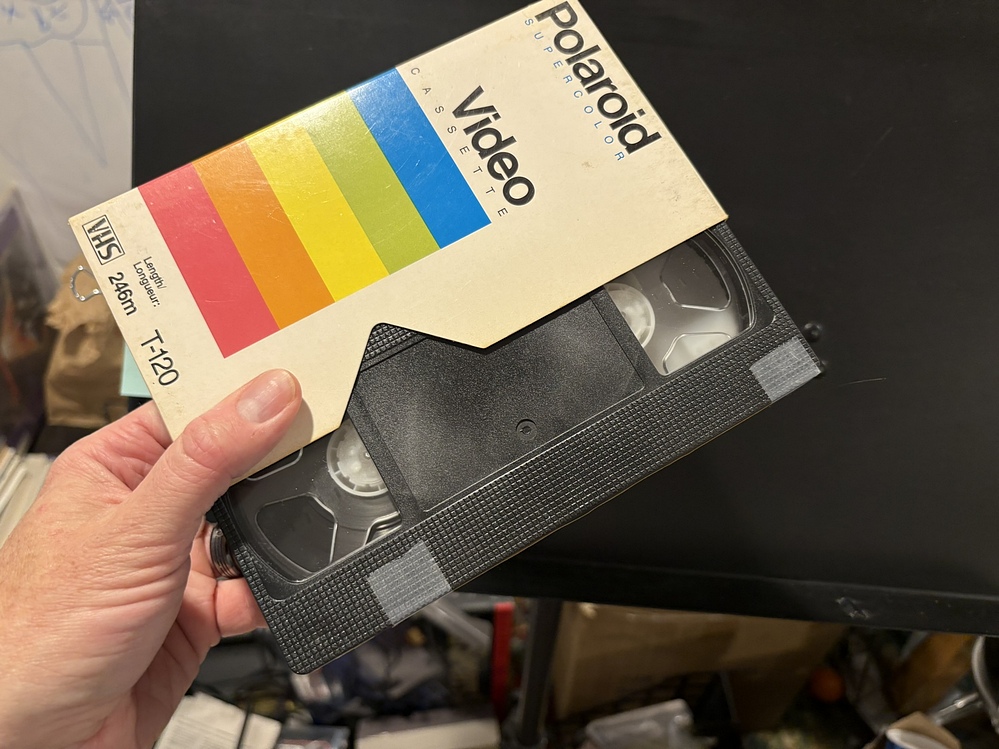 Polaroid
SUPERCOLOR
Video
CASSETTE
VHS
Length/
Longueur:
246m
T-120